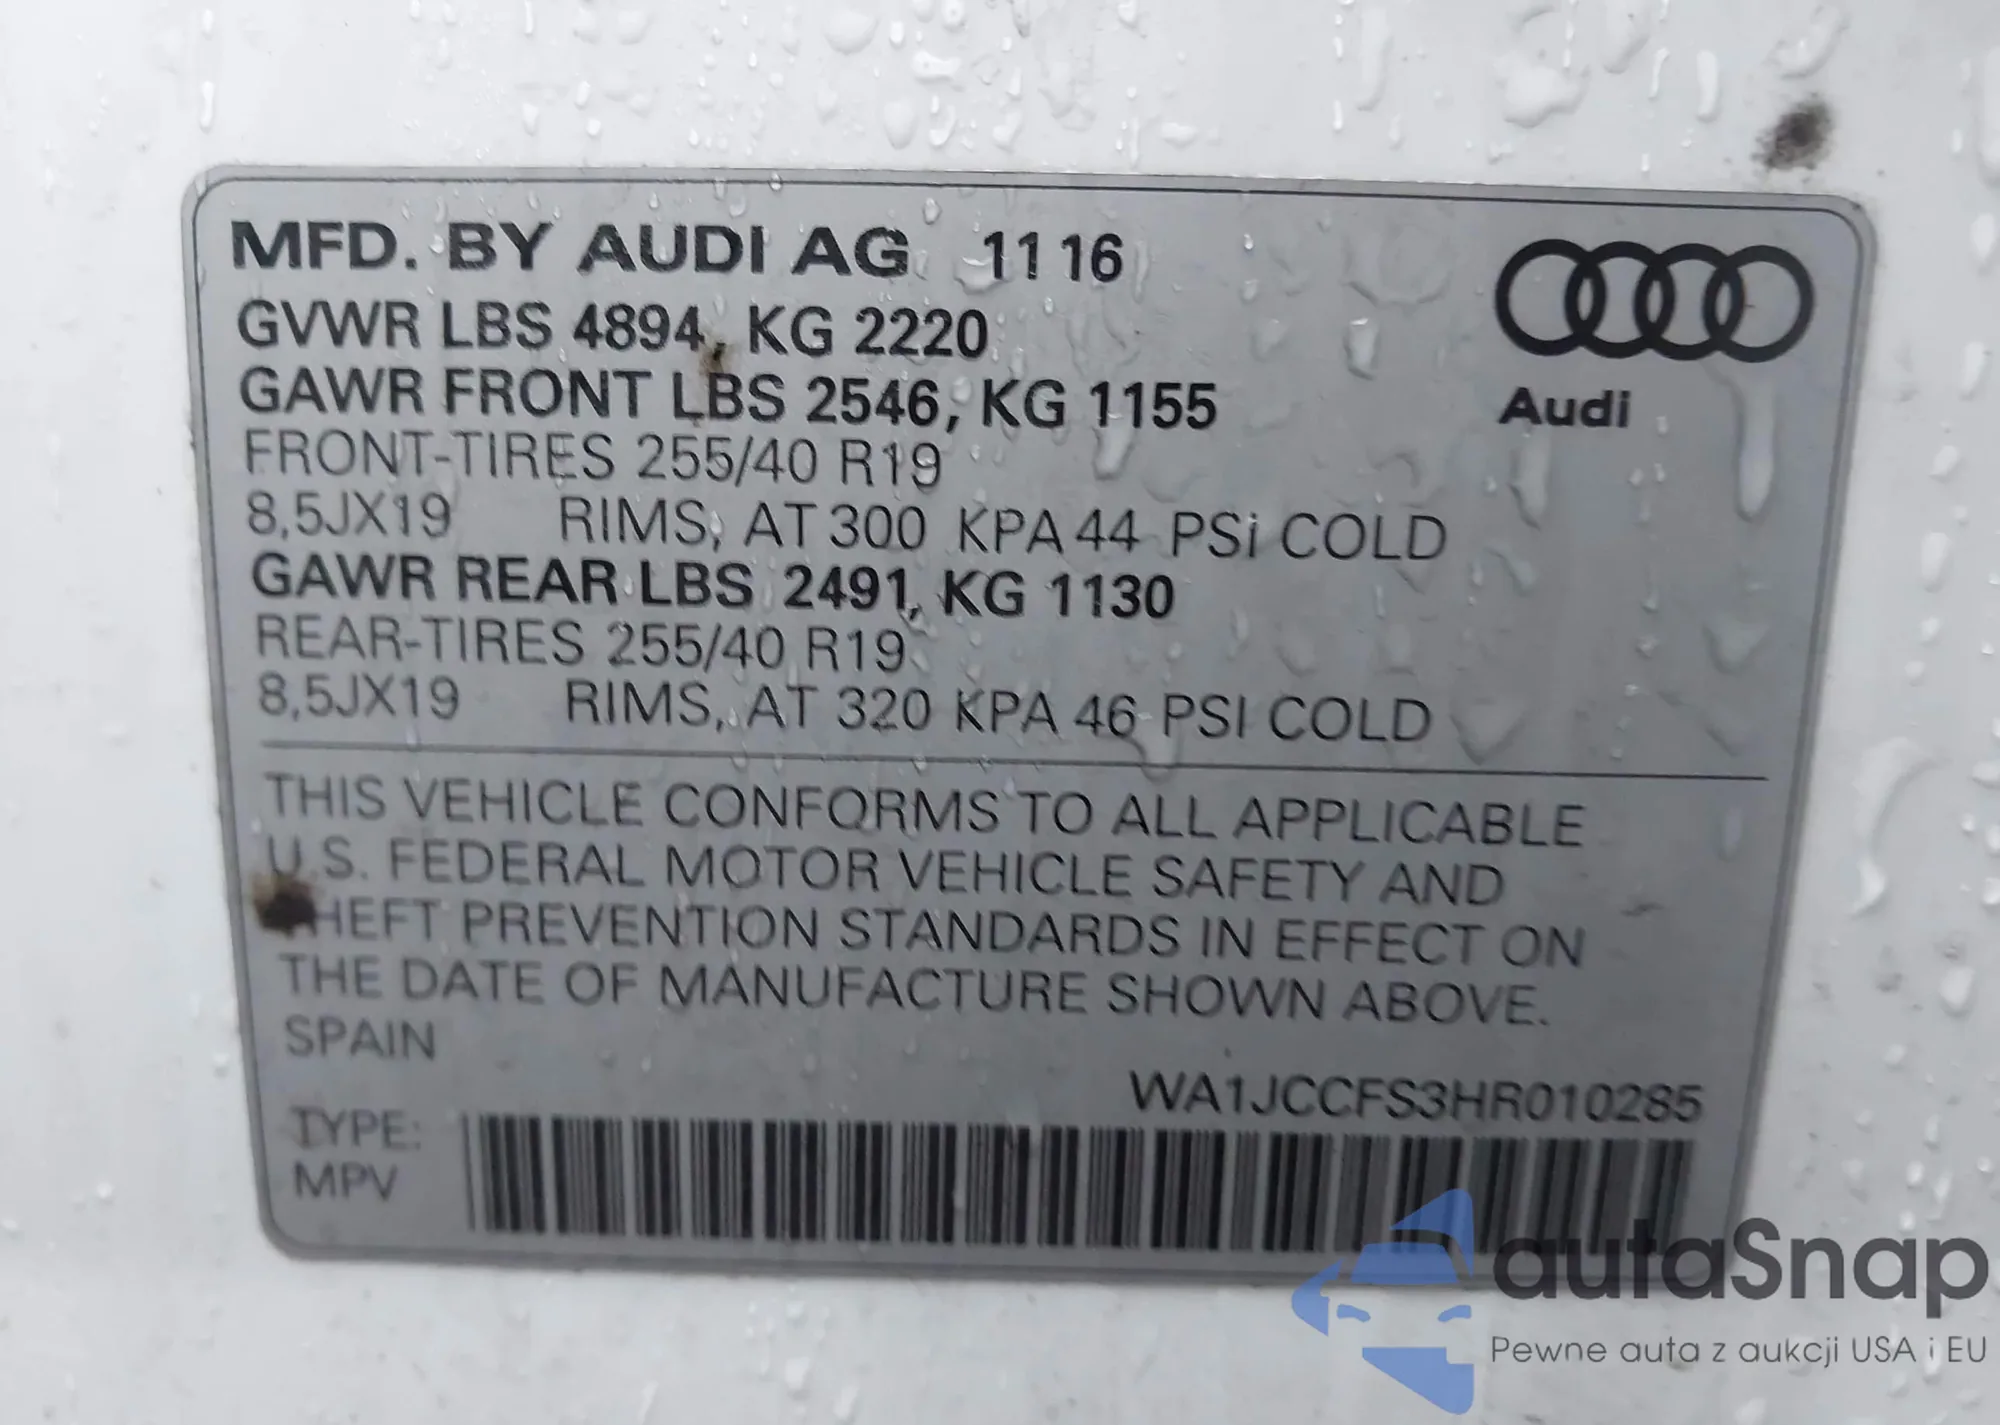 MFD. BY AUDI AG 11 16
GVWR LBS 4894, KG 2220
GAWR FRONT LBS 2546, KG 1155
Audi
FRONT-TIRES 255/40 R19
8,5JX19 RIMS, AT 300 KPA 44 PSi COLD
GAWR REAR LBS 2491, KG 1130
REAR-TIRES 255/40 R19
8,5JX19 RIMS, AT 320 KPA 46 PSI COLD
THIS VEHICLE CONFORMS TO ALL APPLICABLE
U.S. FEDERAL MOTOR VEHICLE SAFETY AND
THEFT PREVENTION STANDARDS IN EFFECT ON
THE DATE OF MANUFACTURE SHOWN ABOVE.
SPAIN
WA1JCCFS3HR010285
TYPE:
MPV
autaSnap
Pewne auta z aukcji USA i EU